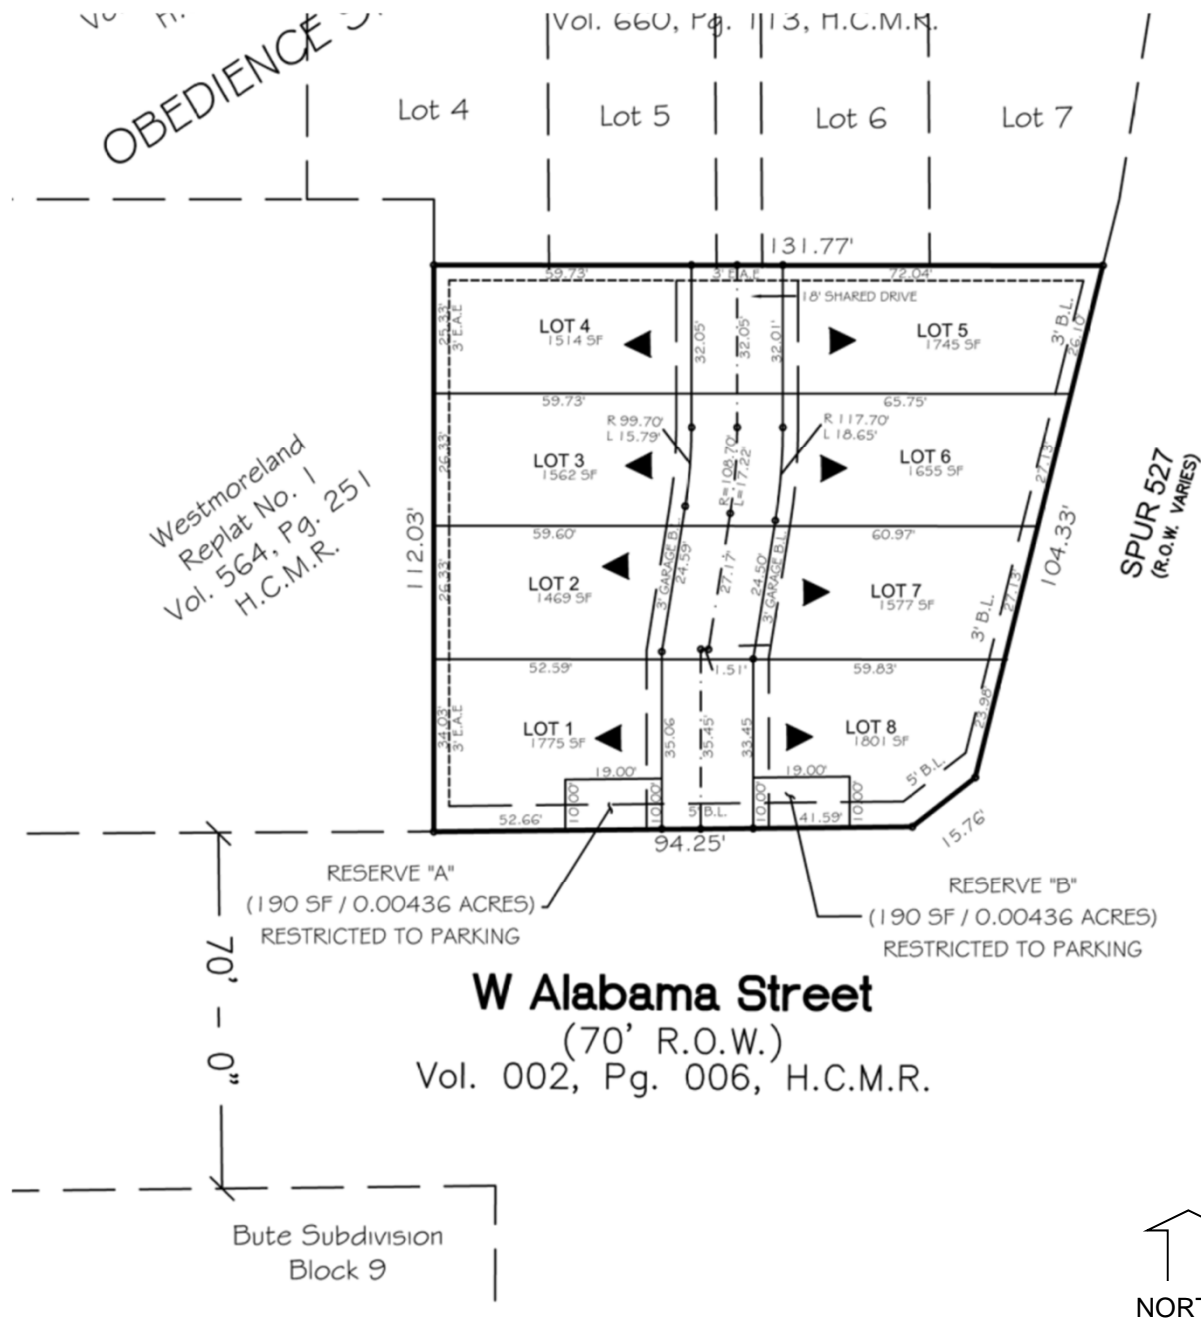 Vol. 660, Pg. 113, H.C.M.R.
OBEDIENCE
Lot 4
Lot 5
Lot 6
Lot 7
131.77'
59.73'
3' E.A.E
72.04'
18' SHARED DRIVE
25.33'
3' E.A.E
LOT 4
1514 SF
32.05'
32.05'
32.01'
LOT 5
1745 SF
3' B.L.
26.10'
59.73'
65.75'
R 99.70'
L 15.79'
R 117.70'
L 18.65'
26.33'
LOT 3
1562 SF
R=108.70'
L=17.22'
LOT 6
1655 SF
27.13'
Westmoreland
Replat No. 1
Vol. 564, Pg. 251
H.C.M.R.
112.03'
59.60'
60.97'
104.33'
SPUR 527
(R.O.W. VARIES)
26.33'
LOT 2
1469 SF
3' GARAGE B.L.
24.59'
27.17'
24.50'
3' GARAGE B.L.
LOT 7
1577 SF
27.13'
3' B.L.
52.59'
1.51'
59.83'
34.03'
3' E.A.E
LOT 1
1775 SF
35.06
35.45'
33.45
LOT 8
1801 SF
23.98'
5' B.L.
19.00'
19.00'
52.66'
10.00'
10.00'
5' B.L.
10.00'
41.59'
10.00'
94.25'
15.76'
RESERVE "A"
(190 SF / 0.00436 ACRES)
RESTRICTED TO PARKING
RESERVE "B"
(190 SF / 0.00436 ACRES)
RESTRICTED TO PARKING
70' - 0"
W Alabama Street
(70' R.O.W.)
Vol. 002, Pg. 006, H.C.M.R.
Bute Subdivision
Block 9
NORT